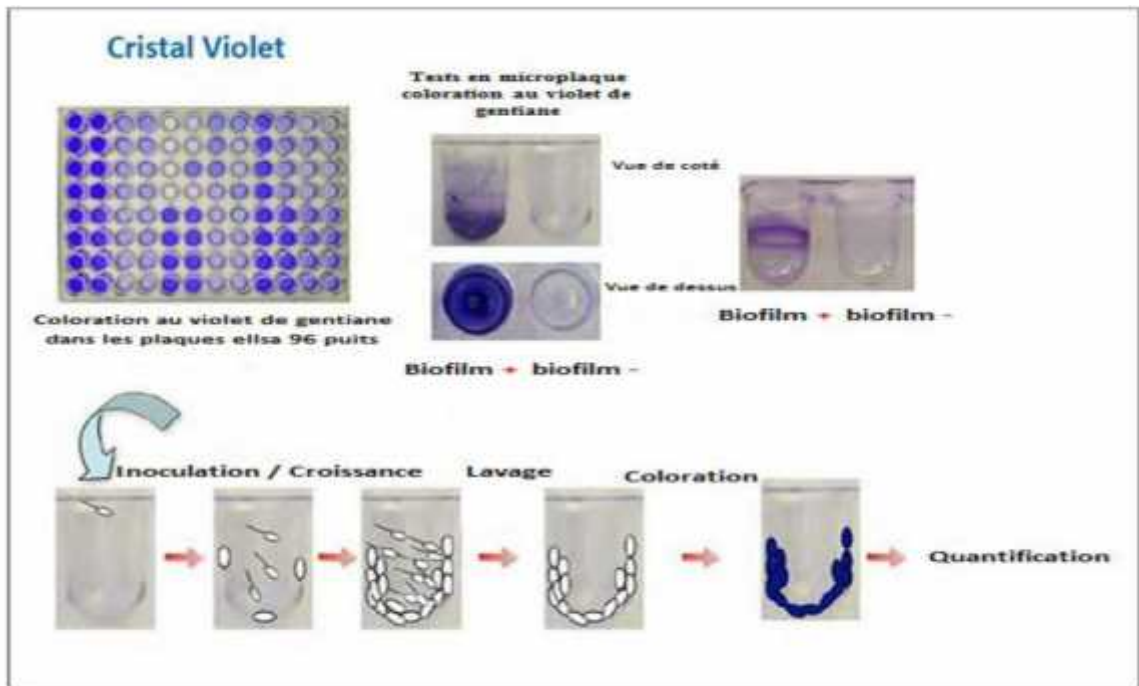 Cristal Violet
Tests en microplaque
coloration au violet de
gentiane
Vue de coté
Vue de dessus
Biofilm + biofilm -
Coloration au violet de gentiane
dans les plaques elisa 96 puits
Biofilm + biofilm -
Inoculation / Croissance
Lavage
Coloration
Quantification